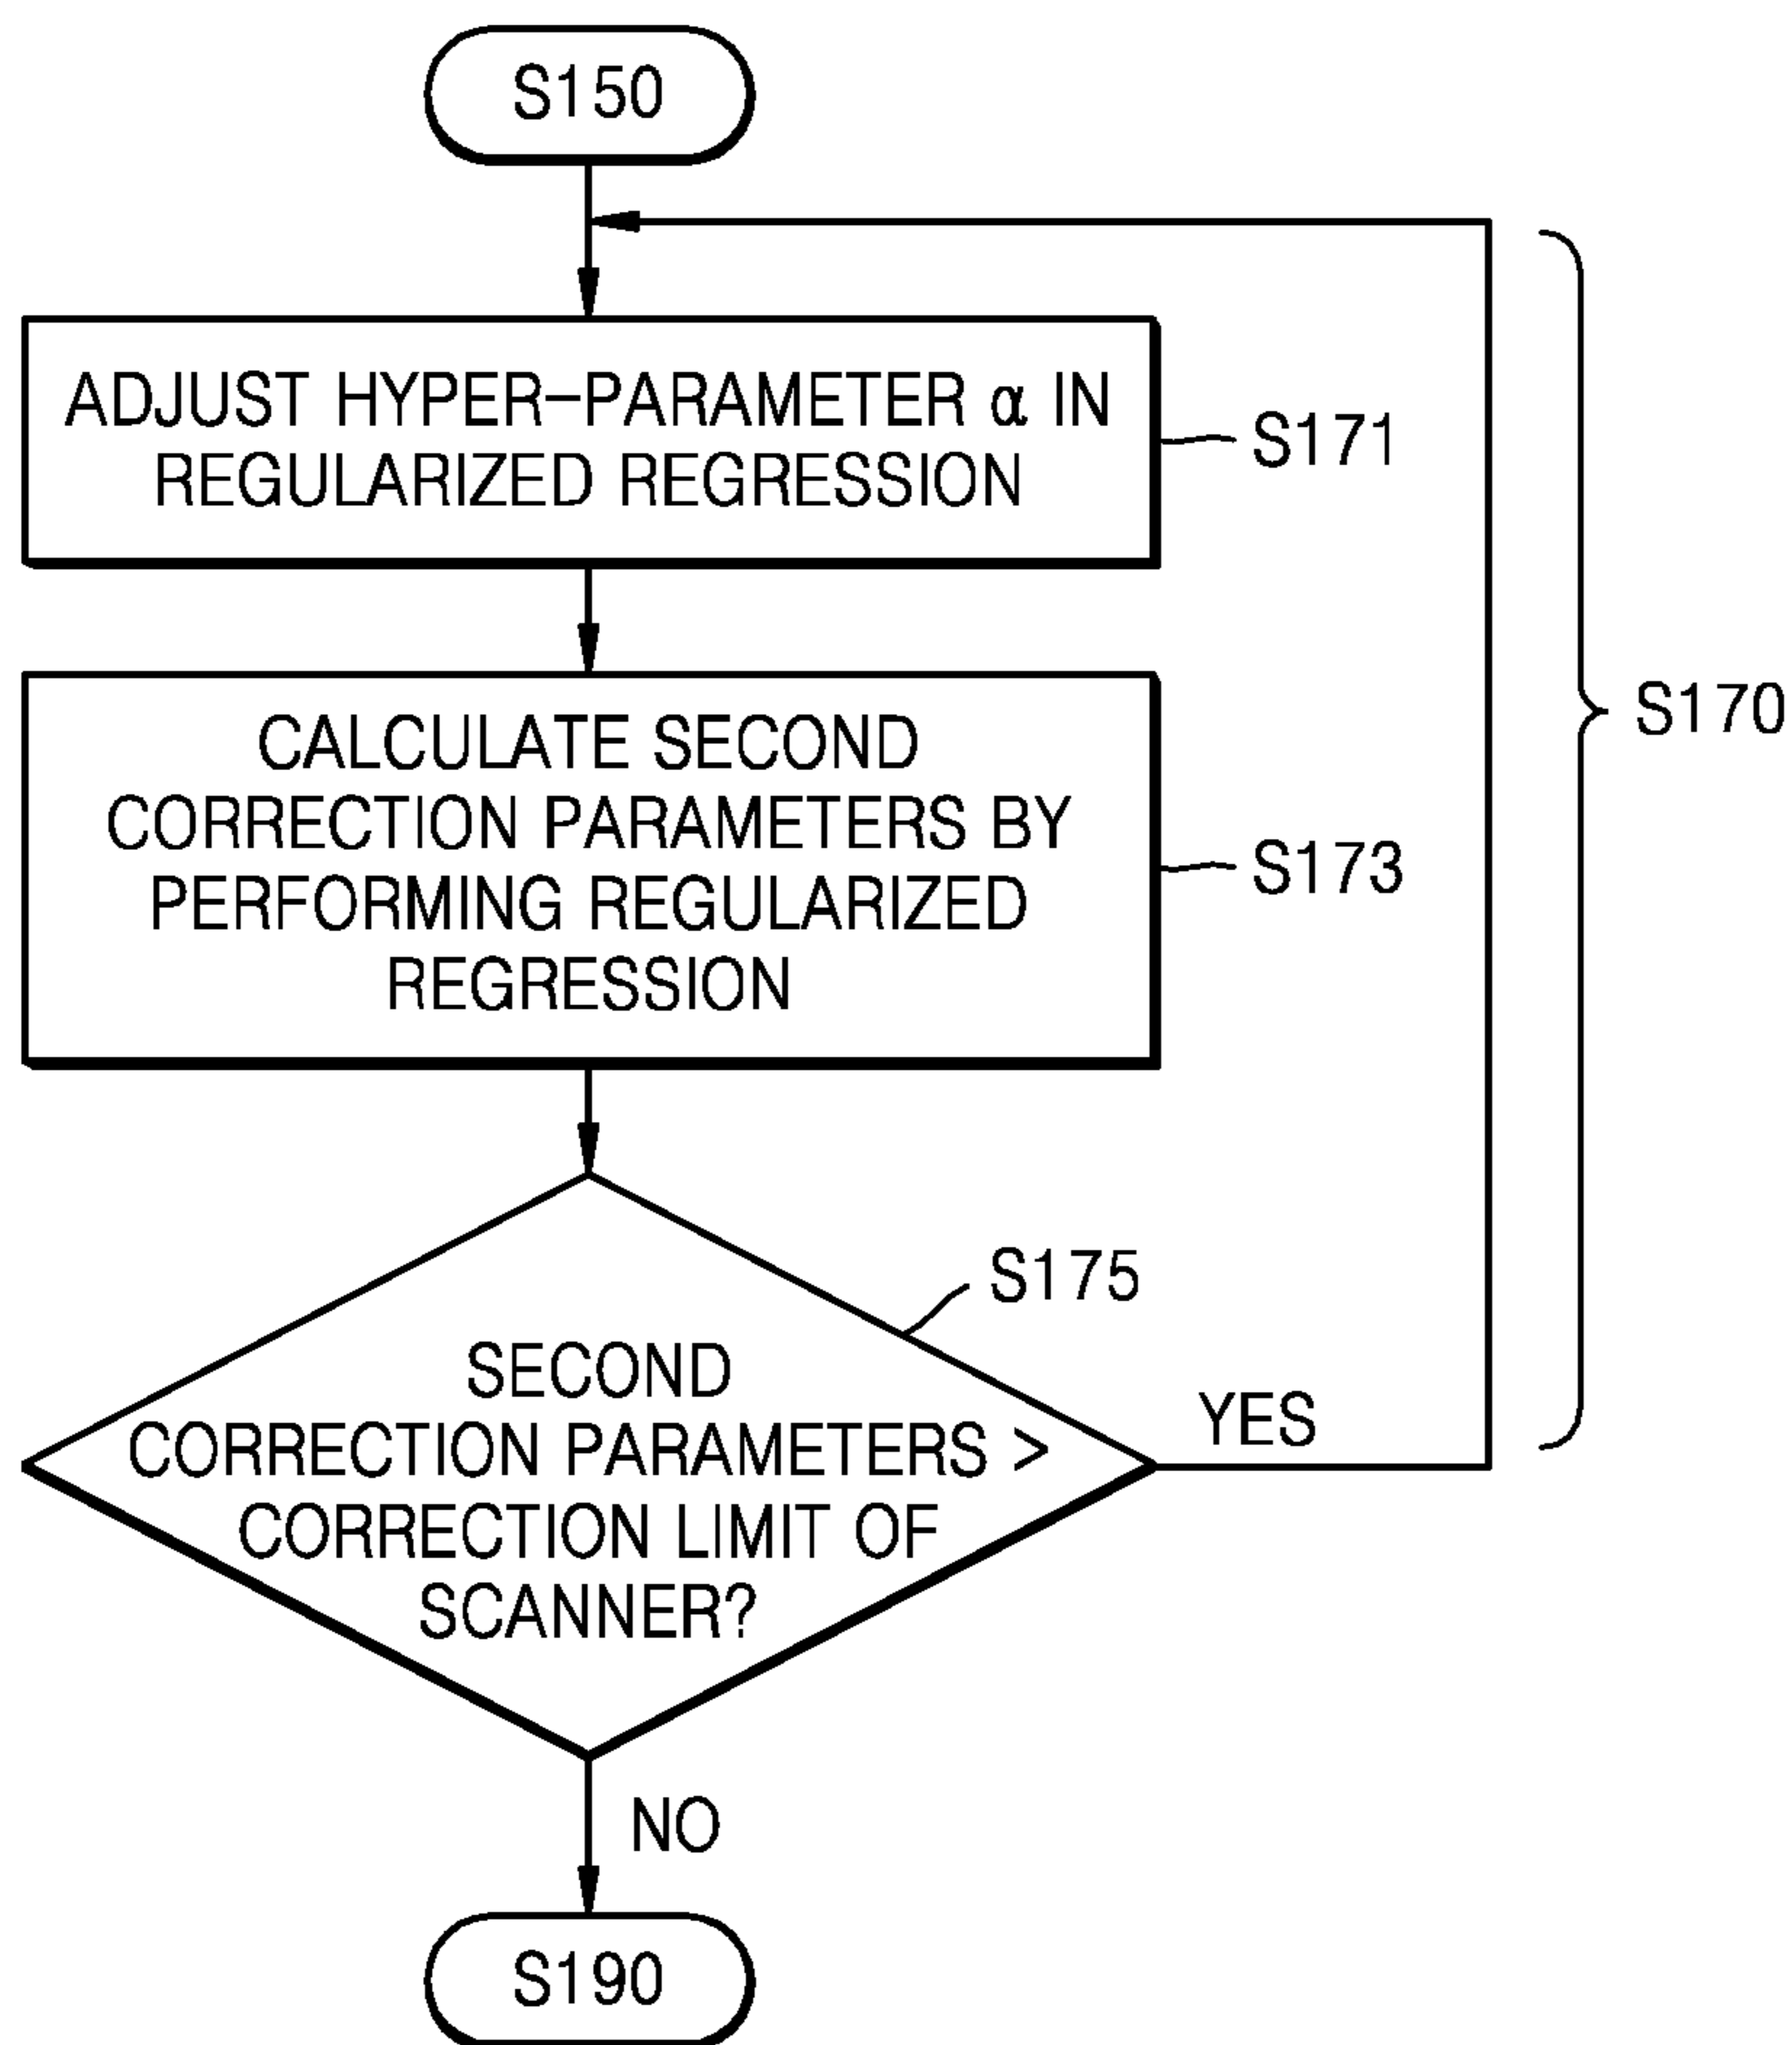 S150
ADJUST HYPER-PARAMETER α IN
REGULARIZED REGRESSION
S171
CALCULATE SECOND
CORRECTION PARAMETERS BY
PERFORMING REGULARIZED
REGRESSION
S173
S170
S175
SECOND
CORRECTION PARAMETERS >
CORRECTION LIMIT OF
SCANNER?
YES
NO
S190